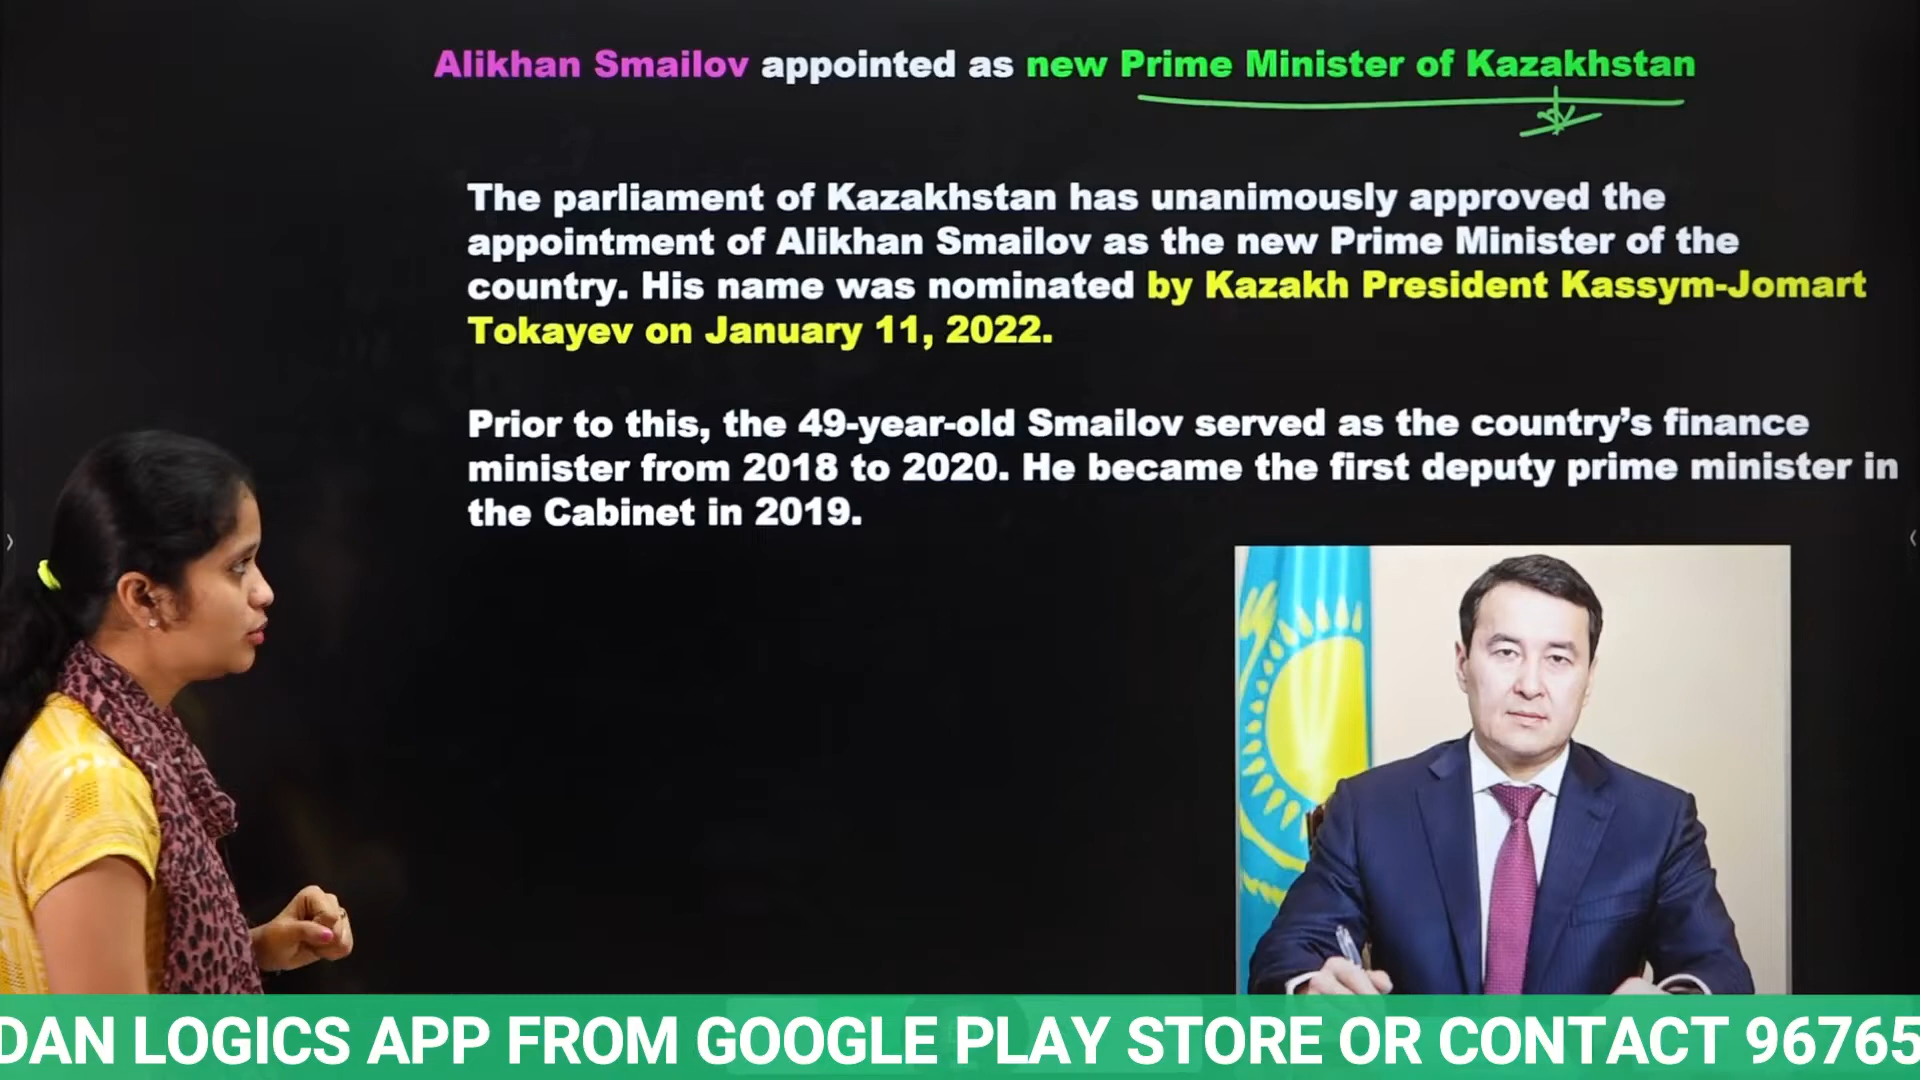 Alikhan Smailov appointed as new Prime Minister of Kazakhstan
The parliament of Kazakhstan has unanimously approved the
appointment of Alikhan Smailov as the new Prime Minister of the
country. His name was nominated by Kazakh President Kassym-Jomart
Tokayev on January 11, 2022.
Prior to this, the 49-year-old Smailov served as the country’s finance
minister from 2018 to 2020. He became the first deputy prime minister in
the Cabinet in 2019.
DAN LOGICS APP FROM GOOGLE PLAY STORE OR CONTACT 96765